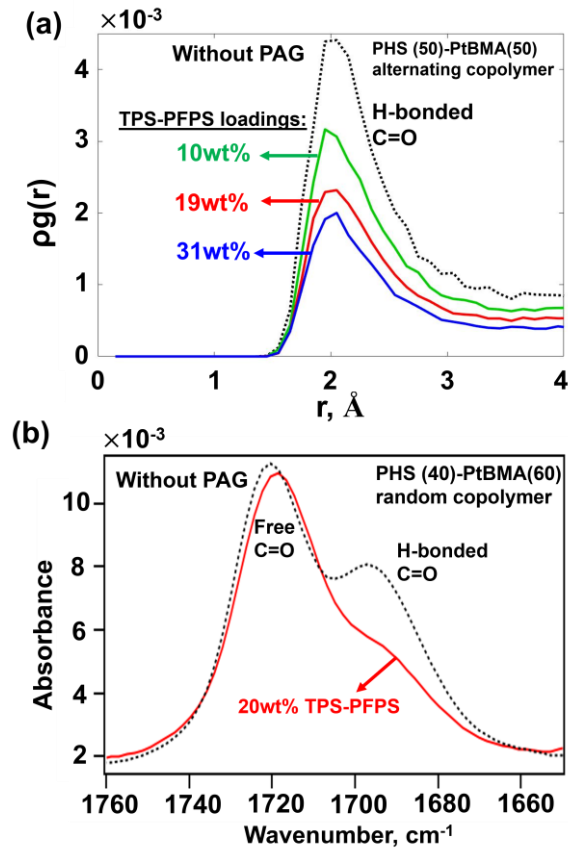 (a)
×10⁻³
Without PAG
PHS (50)-PtBMA(50)
alternating copolymer
TPS-PFPS loadings:
H-bonded
C=O
10wt%
19wt%
31wt%
ρg(r)
4
3
2
1
0
0 1 2 3 4
r, Å
(b)
×10⁻³
Without PAG
PHS (40)-PtBMA(60)
random copolymer
Free
C=O
H-bonded
C=O
20wt% TPS-PFPS
Absorbance
10
8
6
4
2
1760 1740 1720 1700 1680 1660
Wavenumber, cm⁻¹